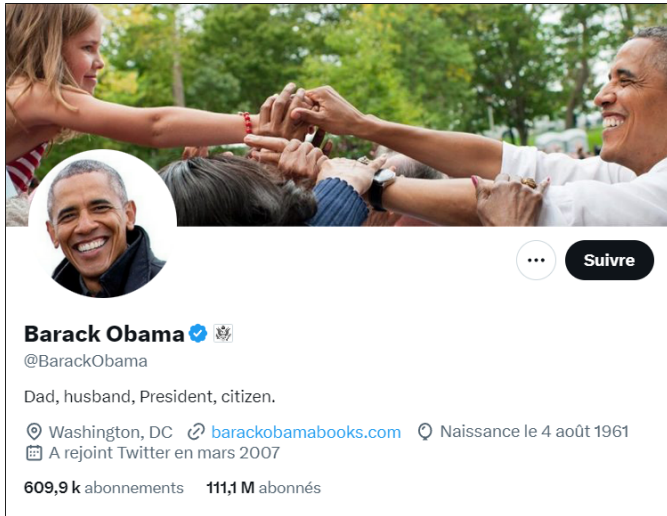 Suivre
Barack Obama
@BarackObama
Dad, husband, President, citizen.
Washington, DC barackobamabooks.com Naissance le 4 août 1961
A rejoint Twitter en mars 2007
609,9 k abonnements 111,1 M abonnés